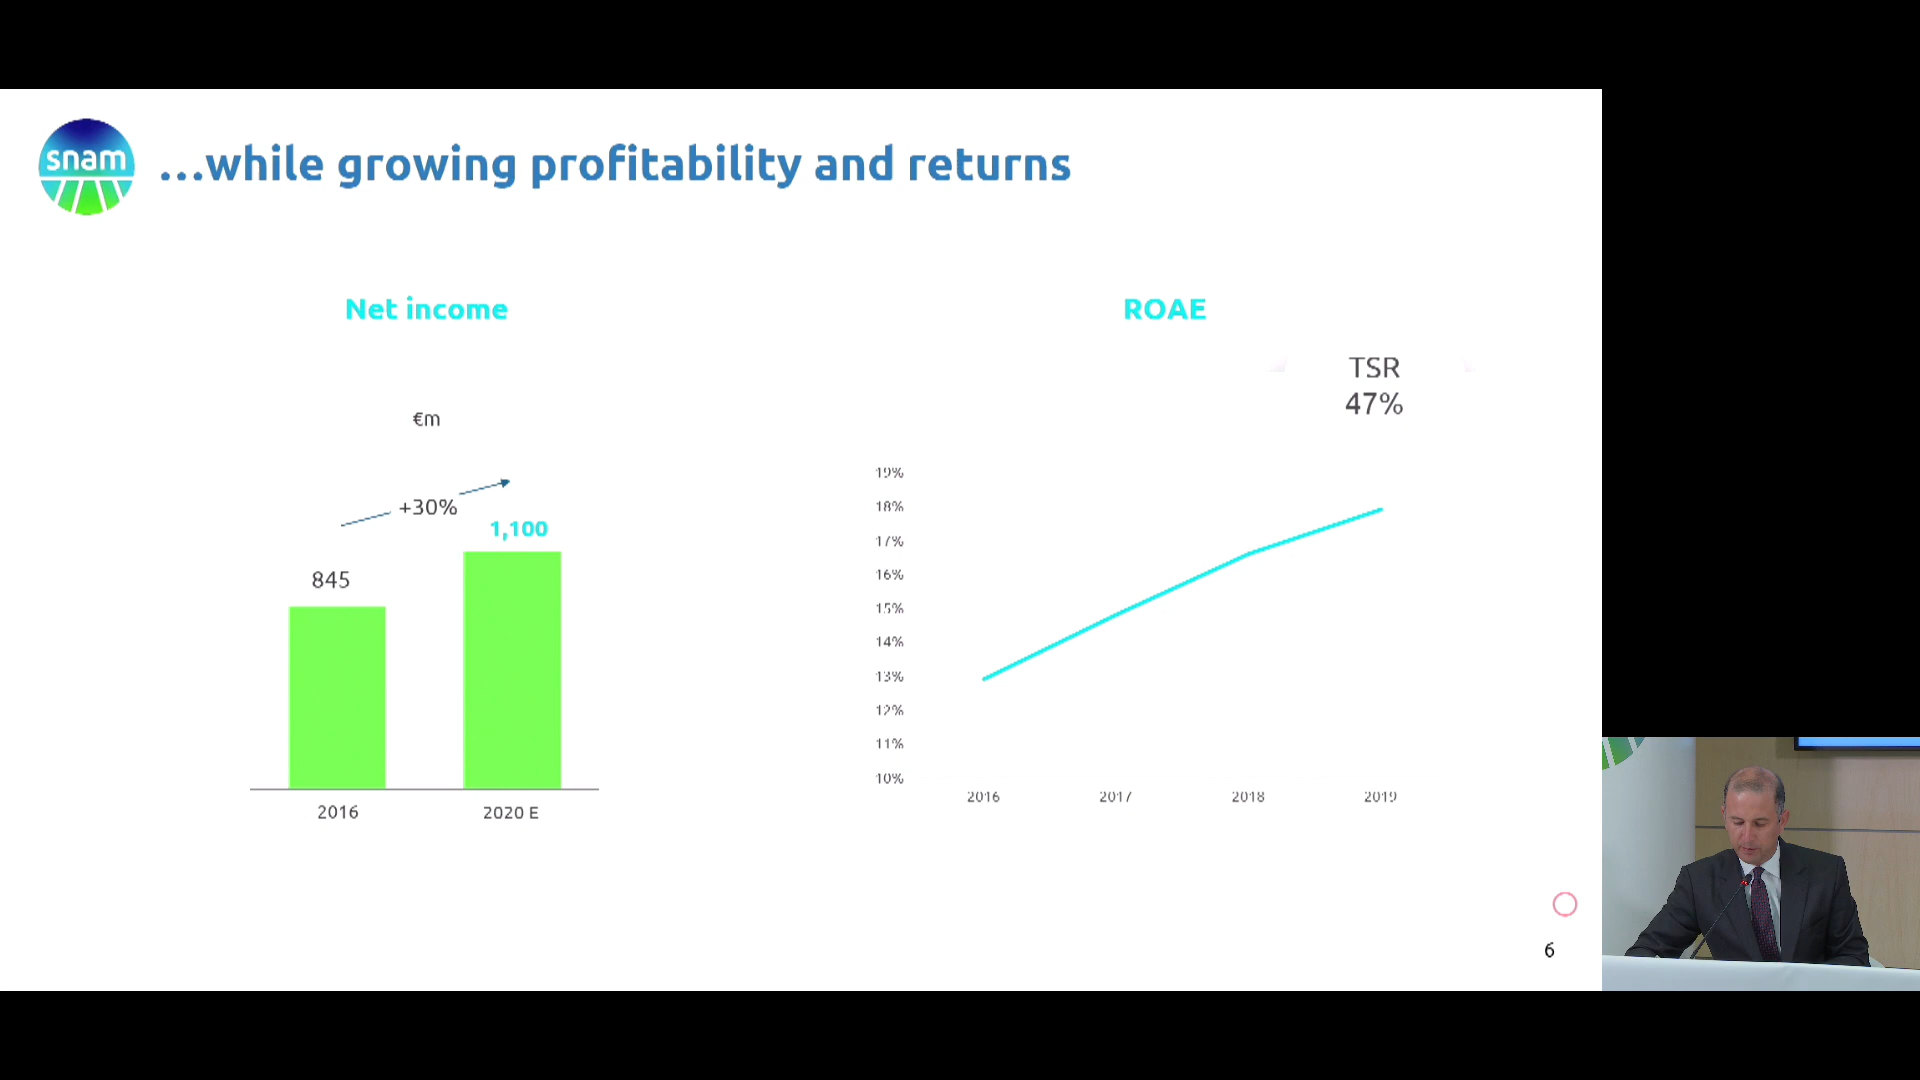 snam
...while growing profitability and returns
Net income
€m
+30%
845
1,100
2016
2020 E
ROAE
TSR
47%
19%
18%
17%
16%
15%
14%
13%
12%
11%
10%
2016
2017
2018
2019
6